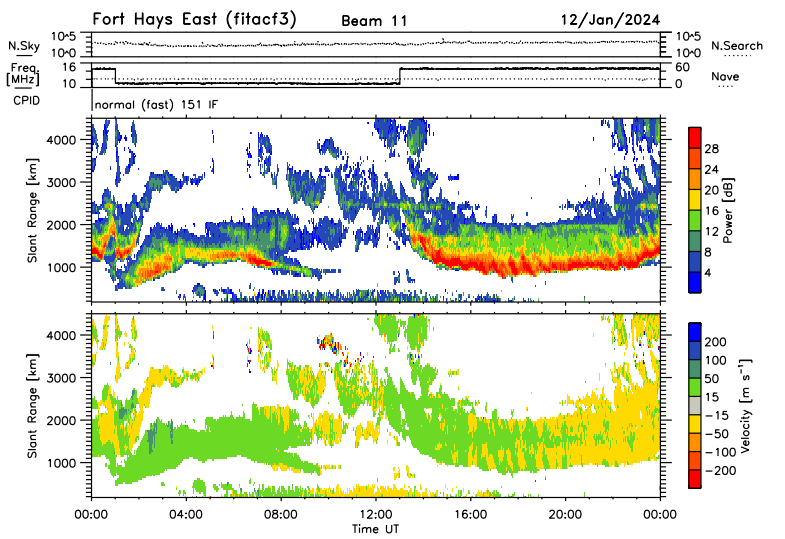 Fort Hays East (fitacf3) Beam 11 12/Jan/2024
N.Sky 10^5 10^0 10^5 10^0 N.Search
Freq. [MHz] 16 10 60 0 Nave
CPID normal (fast) 151 IF
Slant Range [km]
4000
3000
2000
1000
28
24
20
16
12
8
4
Power [dB]
Slant Range [km]
4000
3000
2000
1000
200
100
50
15
−15
−50
−100
−200
Velocity [m s⁻¹]
00:00 04:00 08:00 12:00 16:00 20:00 00:00
Time UT